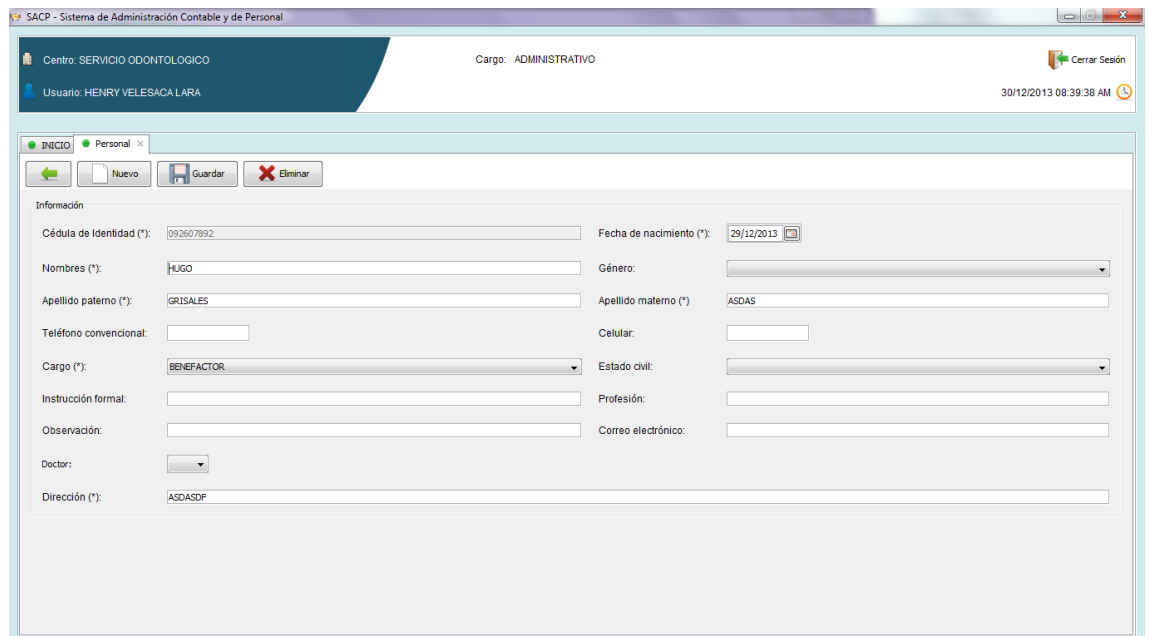 SACP - Sistema de Administración Contable y de Personal
Centro: SERVICIO ODONTOLOGICO
Cargo: ADMINISTRATIVO
Cerrar Sesión
Usuario: HENRY VELESACA LARA
30/12/2013 08:39:38 AM
INICIO Personal
Nuevo Guardar Eliminar
Información
Cédula de Identidad (*): 092607892 Fecha de nacimiento (*): 29/12/2013
Nombres (*): HUGO Género:
Apellido paterno (*): GRISALES Apellido materno (*) ASDAS
Teléfono convencional: Celular:
Cargo (*): BENEFACTOR Estado civil:
Instrucción formal: Profesión:
Observación: Correo electrónico:
Doctor:
Dirección (*): ASDASDF